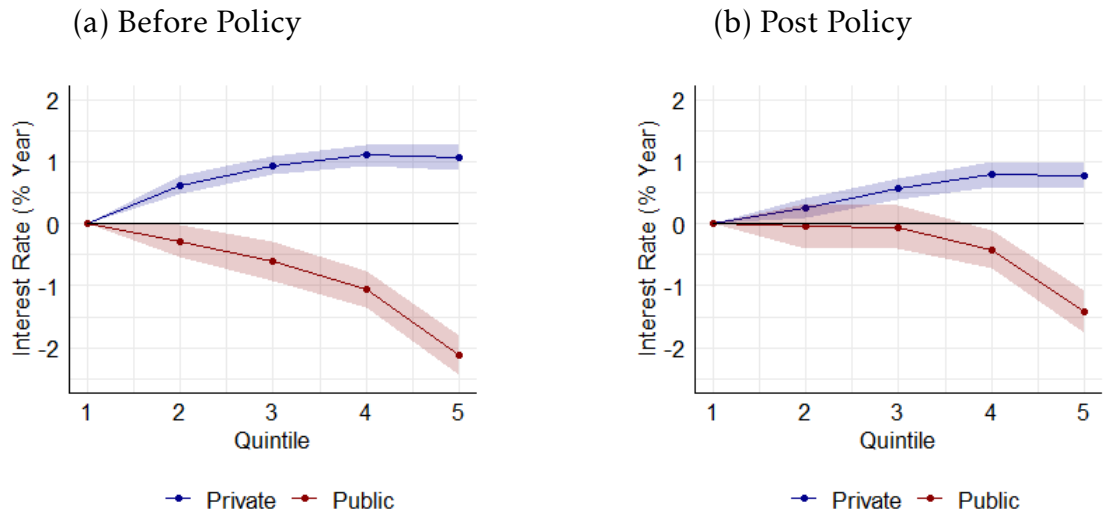 (a) Before Policy
Interest Rate (% Year)
2
1
0
-1
-2
1 2 3 4 5
Quintile
Private Public
(b) Post Policy
Interest Rate (% Year)
2
1
0
-1
-2
1 2 3 4 5
Quintile
Private Public